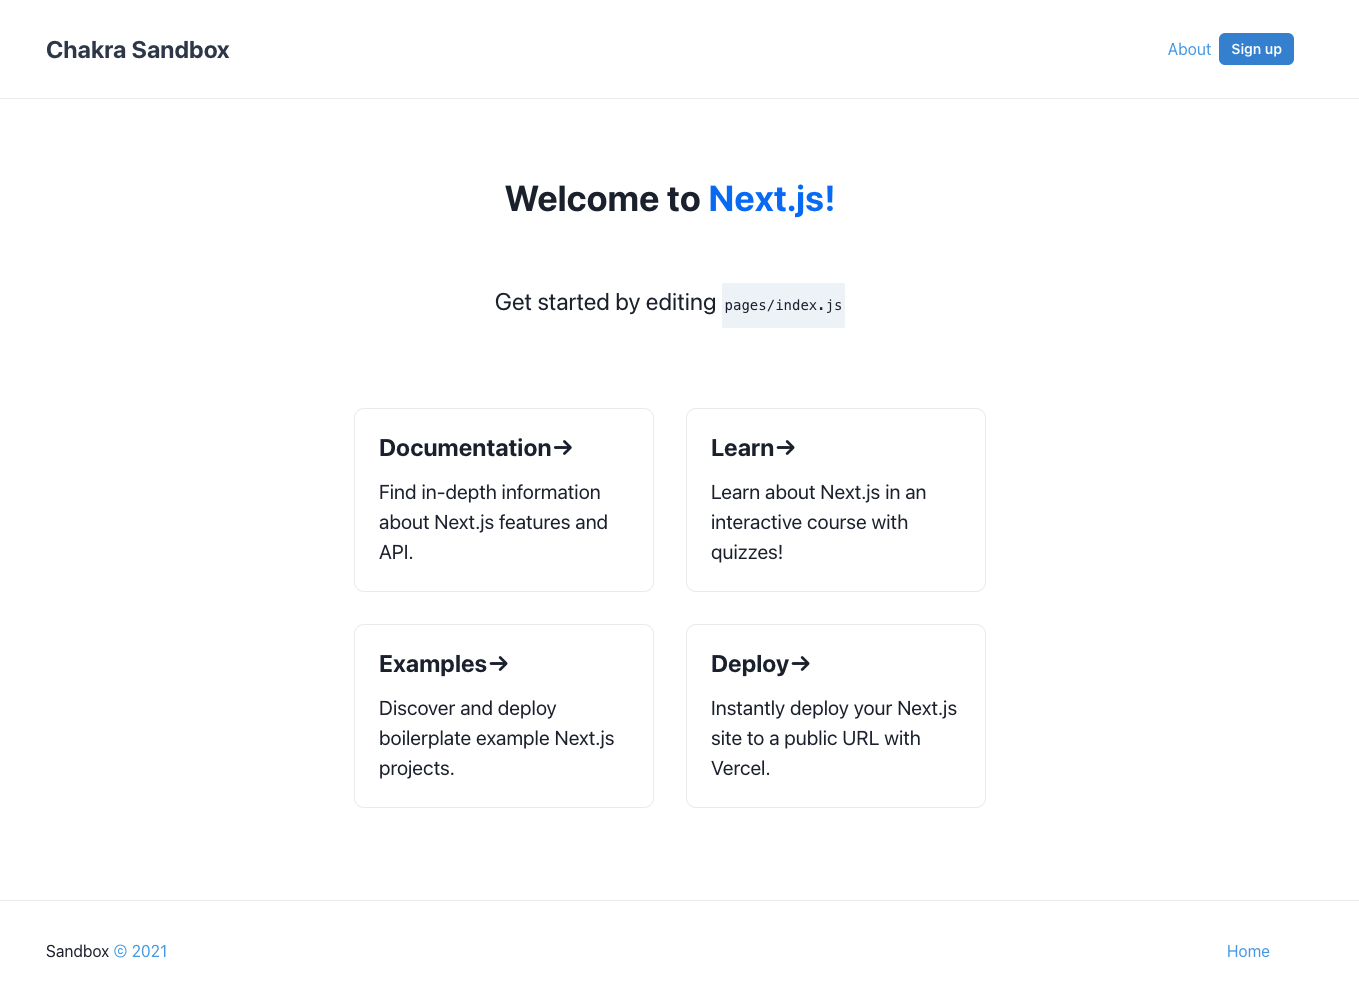 Chakra Sandbox
About
Sign up
Welcome to Next.js!
Get started by editing pages/index.js
Documentation→
Find in-depth information
about Next.js features and
API.
Learn→
Learn about Next.js in an
interactive course with
quizzes!
Examples→
Discover and deploy
boilerplate example Next.js
projects.
Deploy→
Instantly deploy your Next.js
site to a public URL with
Vercel.
Sandbox © 2021
Home